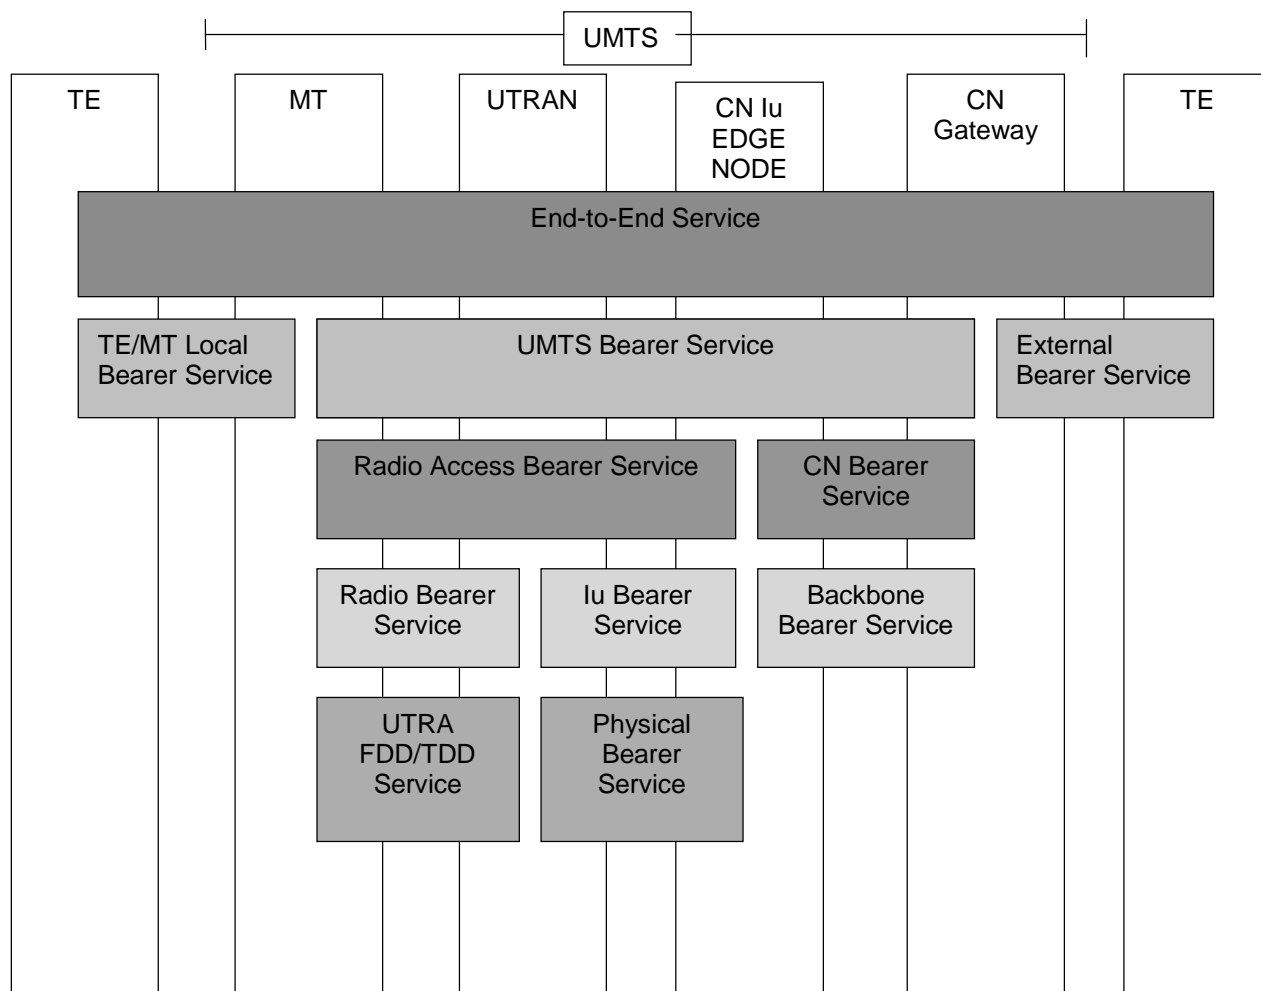 UMTS
TE
MT
UTRAN
CN Iu
EDGE
NODE
CN
Gateway
TE
End-to-End Service
TE/MT Local
Bearer Service
UMTS Bearer Service
External
Bearer Service
Radio Access Bearer Service
CN Bearer
Service
Radio Bearer
Service
Iu Bearer
Service
Backbone
Bearer Service
UTRA
FDD/TDD
Service
Physical
Bearer
Service